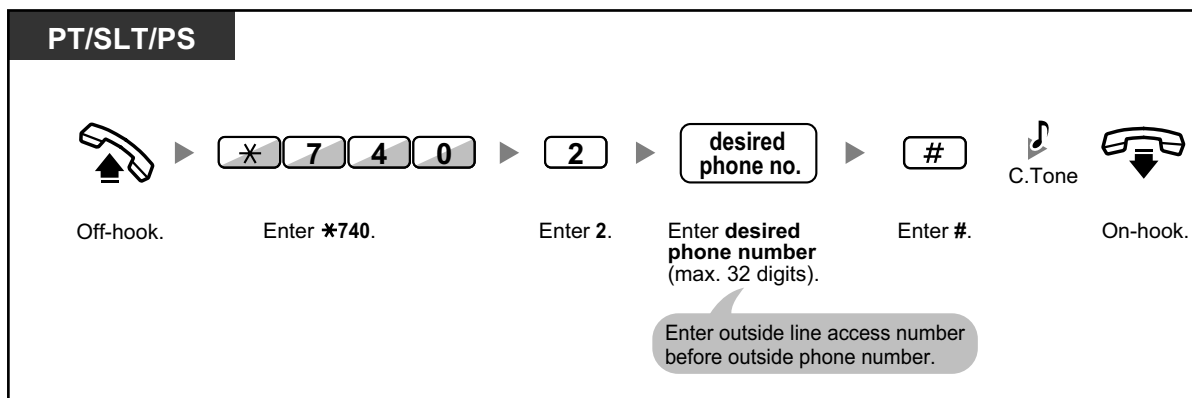 PT/SLT/PS
* 7 4 0
2
desired
phone no.
#
C.Tone
Off-hook.
Enter *740.
Enter 2.
Enter desired
phone number
(max. 32 digits).
Enter #.
On-hook.
Enter outside line access number
before outside phone number.